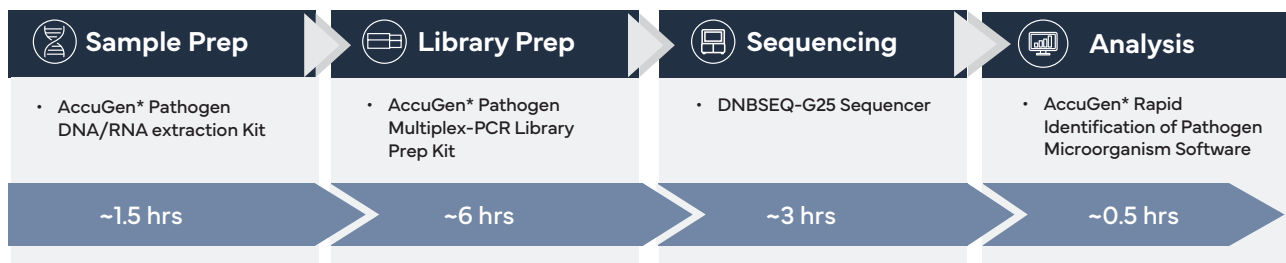 Sample Prep
Library Prep
Sequencing
Analysis
• AccuGen* Pathogen
DNA/RNA extraction Kit
• AccuGen* Pathogen
Multiplex-PCR Library
Prep Kit
• DNBSEQ-G25 Sequencer
• AccuGen* Rapid
Identification of Pathogen
Microorganism Software
~1.5 hrs
~6 hrs
~3 hrs
~0.5 hrs